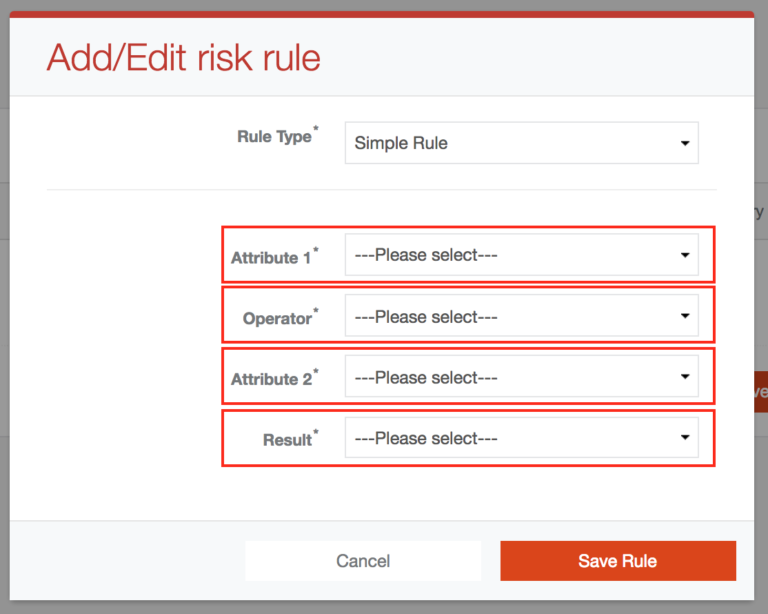 Add/Edit risk rule
Rule Type* Simple Rule
Attribute 1* ---Please select---
Operator* ---Please select---
Attribute 2* ---Please select---
Result* ---Please select---
Cancel Save Rule